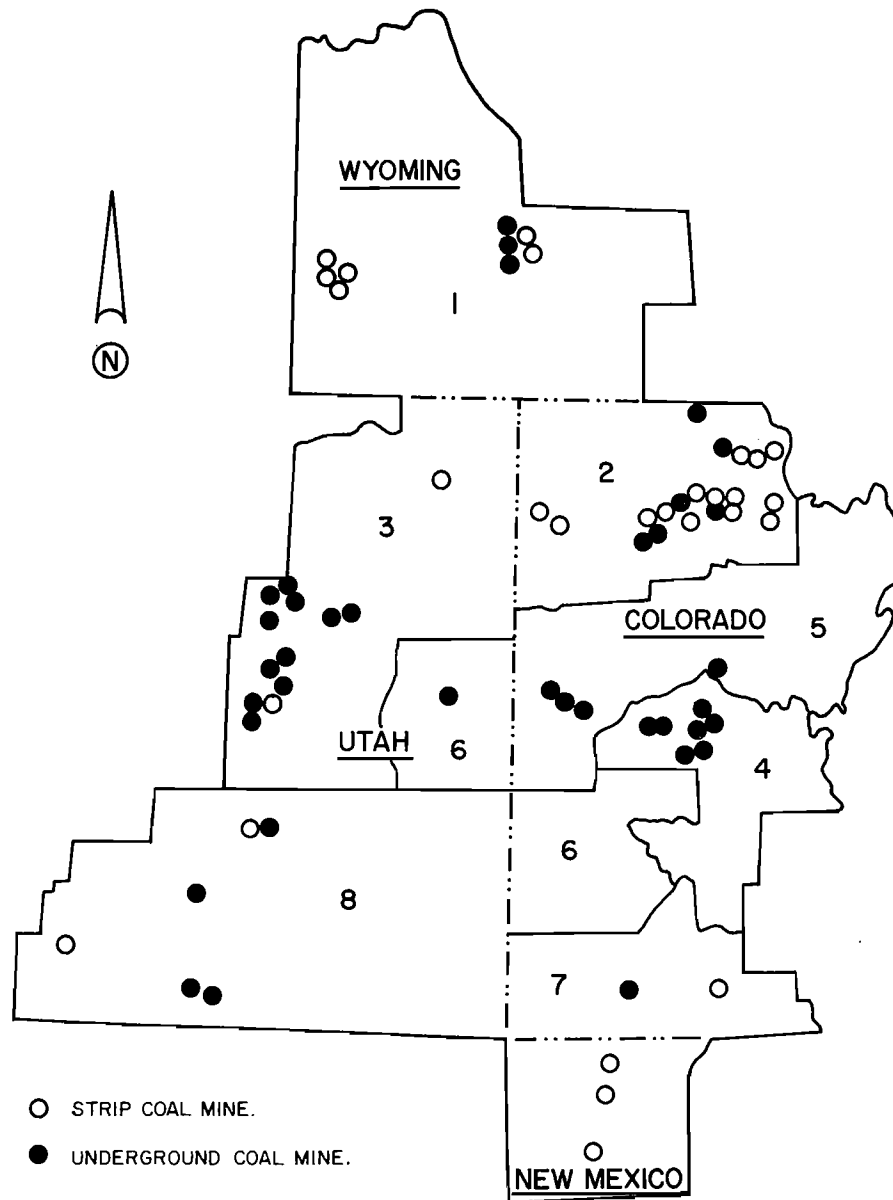 WYOMING
N
1
2
3
COLORADO
5
UTAH
6
4
6
8
7
STRIP COAL MINE.
UNDERGROUND COAL MINE.
NEW MEXICO